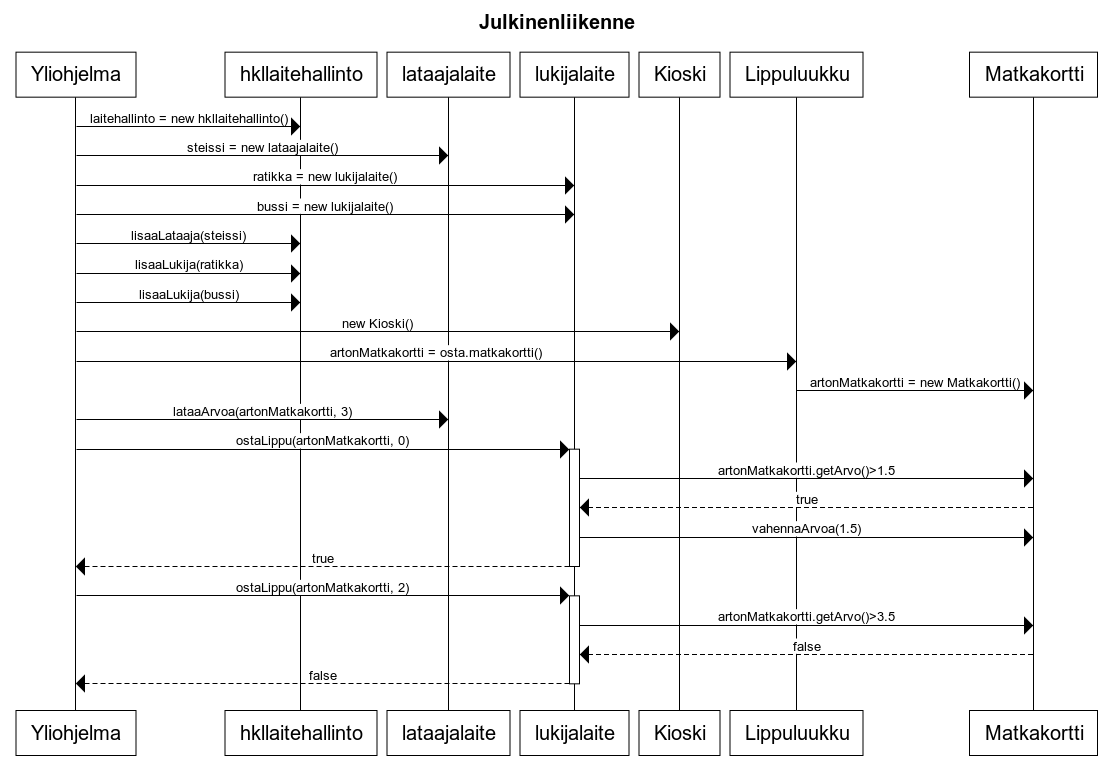 Julkinenliikenne
Yliohjelma hkllaitehallinto lataajalaite lukijalaite Kioski Lippuluukku Matkakortti
laitehallinto = new hkllaitehallinto()
steissi = new lataajalaite()
ratikka = new lukijalaite()
bussi = new lukijalaite()
lisaaLataaja(steissi)
lisaaLukija(ratikka)
lisaaLukija(bussi)
new Kioski()
artonMatkakortti = osta.matkakortti()
artonMatkakortti = new Matkakortti()
lataaArvoa(artonMatkakortti, 3)
ostaLippu(artonMatkakortti, 0)
artonMatkakortti.getArvo()>1.5
true
vahennaArvoa(1.5)
true
ostaLippu(artonMatkakortti, 2)
artonMatkakortti.getArvo()>3.5
false
false
Yliohjelma hkllaitehallinto lataajalaite lukijalaite Kioski Lippuluukku Matkakortti